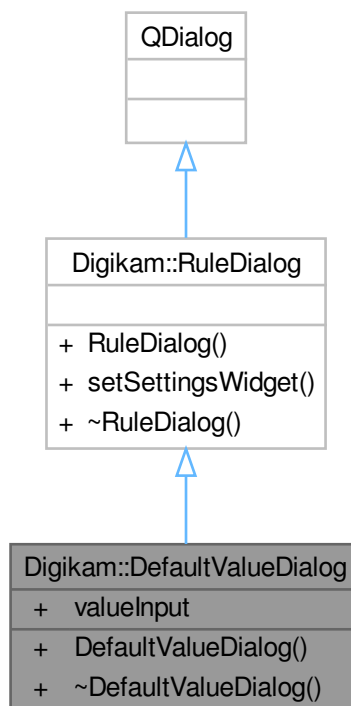 QDialog
Digikam::RuleDialog
+ RuleDialog()
+ setSettingsWidget()
+ ~RuleDialog()
Digikam::DefaultValueDialog
+ valueInput
+ DefaultValueDialog()
+ ~DefaultValueDialog()